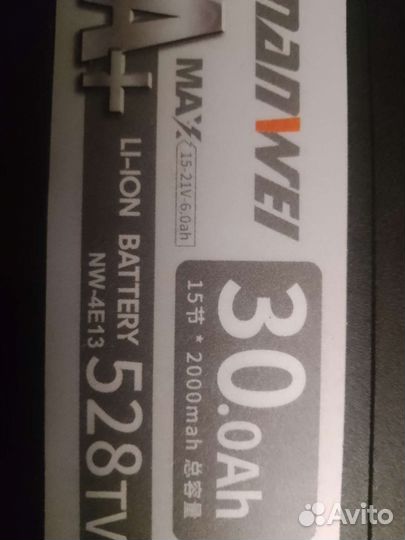 nanWEI
30.0Ah
15节 * 2000mah 总容量
A+
MAX 15-21V-6.0ah
LI-ION BATTERY
NW-4E13 528TV
Avito